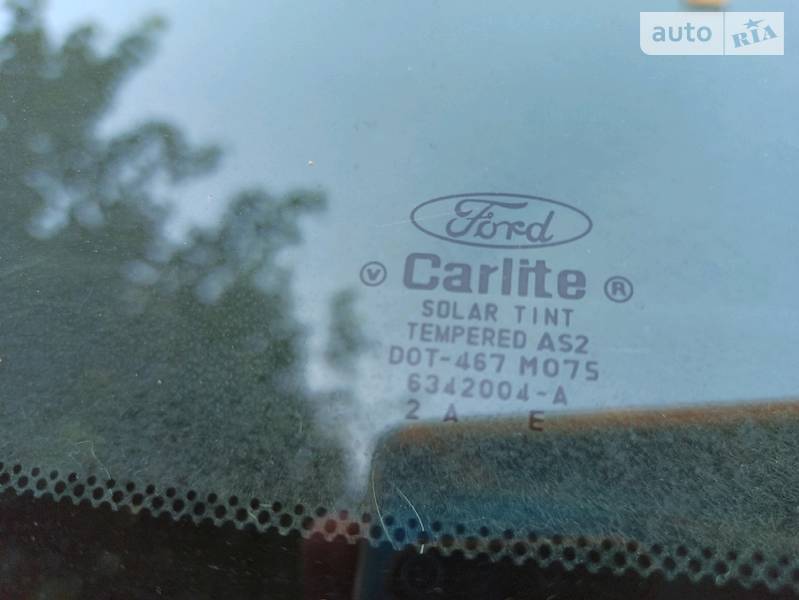 auto RIA
Ford
V Carlite ®
SOLAR TINT
TEMPERED AS2
DOT-467 M075
6342004-A
2 A E